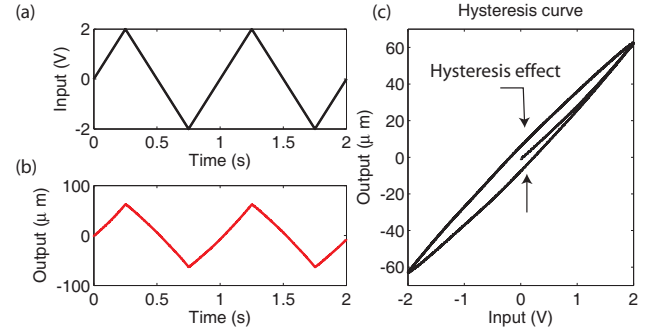 (a)
2
0
-2
Input (V)
0
0.5
1
1.5
2
Time (s)
(b)
100
0
-100
Output (μ m)
0
0.5
1
1.5
2
Time (s)
(c)
Hysteresis curve
Hysteresis effect
60
40
20
0
-20
-40
-60
Output (μ m)
-2
-1
0
1
2
Input (V)